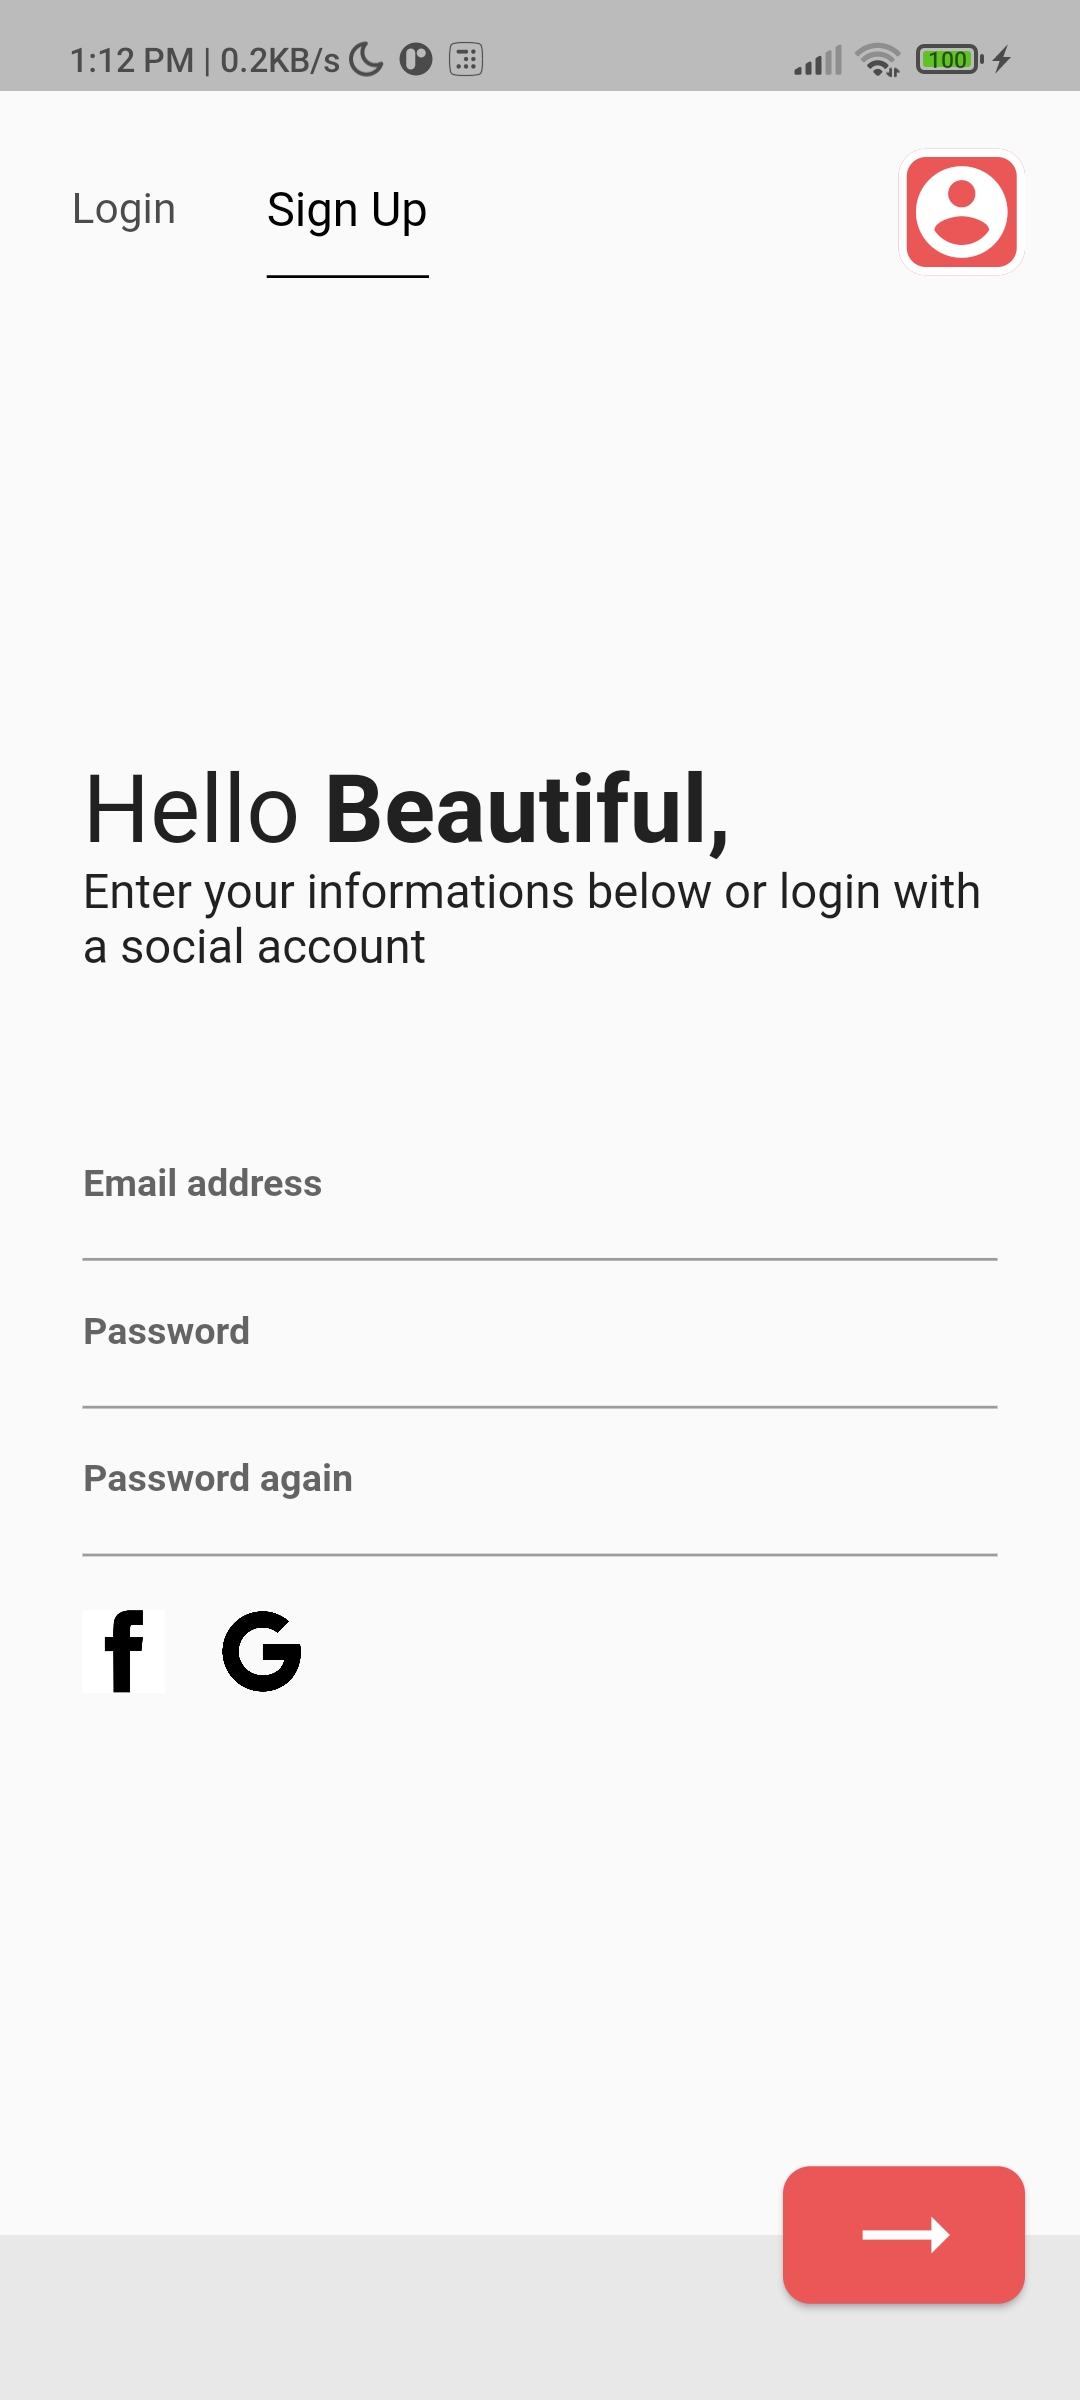 1:12 PM | 0.2KB/s
100
Login
Sign Up
Hello Beautiful,
Enter your informations below or login with
a social account
Email address
Password
Password again